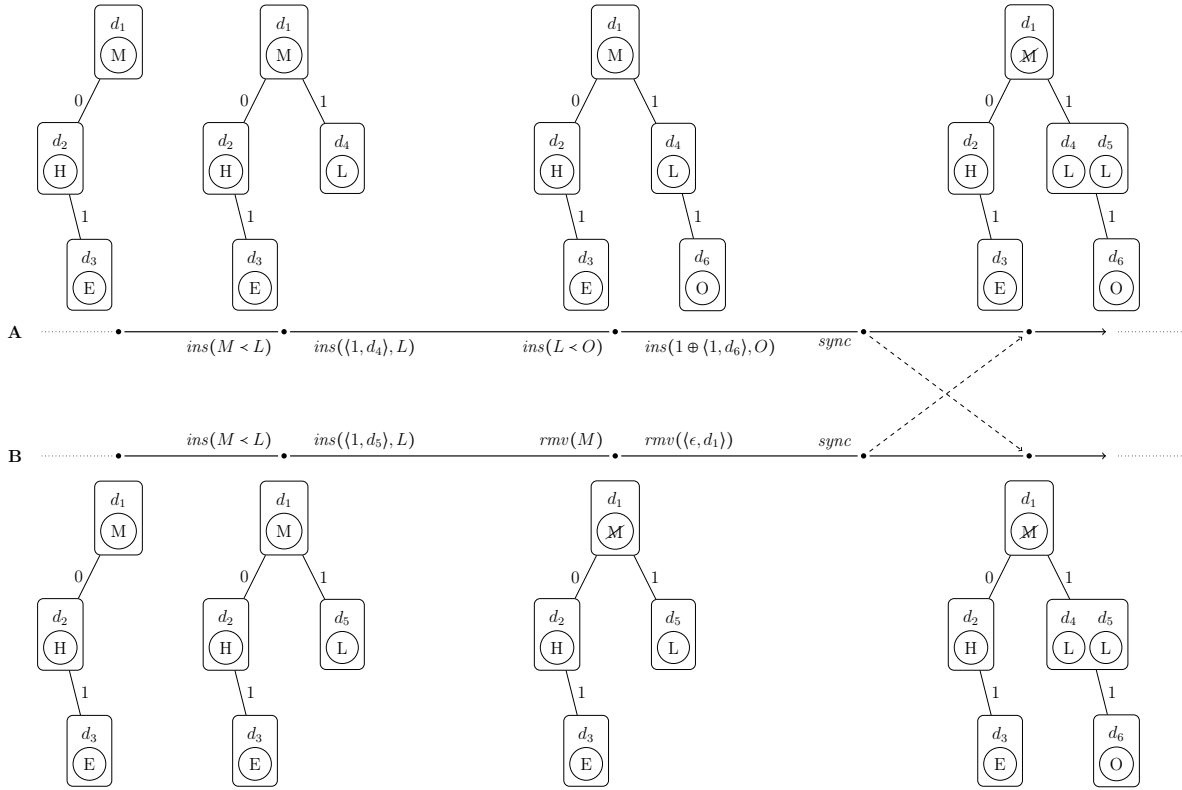 d₁ d₁ d₁ d₁
M M M M
0 0 1 0 1 0 1
d₂ d₂ d₄ d₂ d₄ d₂ d₄ d₅
H H L H L H L L
1 1 1 1 1 1
d₃ d₃ d₃ d₆ d₃ d₆
E E E O E O
A
ins(M ≺ L) ins(⟨1, d₄⟩, L) ins(L ≺ O) ins(1 ⊕ ⟨1, d₆⟩, O) sync
ins(M ≺ L) ins(⟨1, d₅⟩, L) rmv(M) rmv(⟨ϵ, d₁⟩) sync
B
d₁ d₁ d₁ d₁
M M M M
0 0 1 0 1 0 1
d₂ d₂ d₅ d₂ d₅ d₂ d₄ d₅
H H L H L H L L
1 1 1 1 1
d₃ d₃ d₃ d₃ d₆
E E E E O